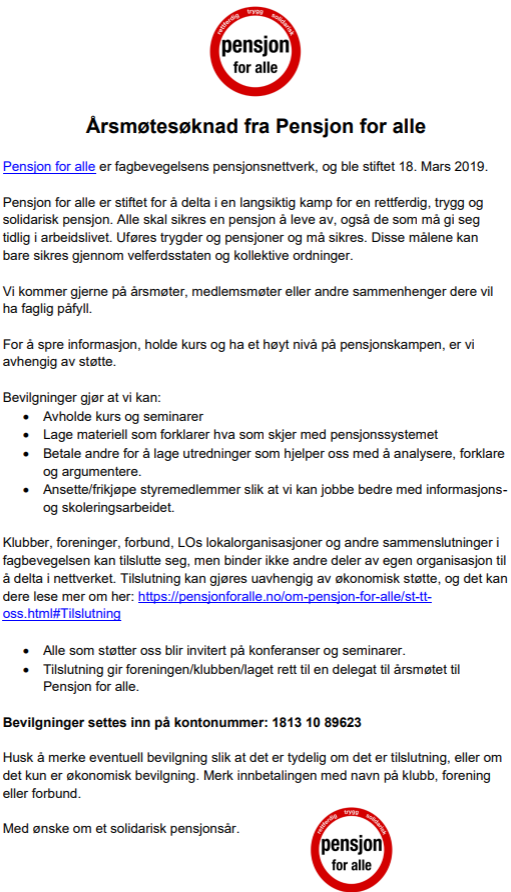 rettferdig trygg solidarisk
pensjon
for alle
Årsmøtesøknad fra Pensjon for alle
Pensjon for alle er fagbevegelsens pensjonsnettverk, og ble stiftet 18. Mars 2019.
Pensjon for alle er stiftet for å delta i en langsiktig kamp for en rettferdig, trygg og
solidarisk pensjon. Alle skal sikres en pensjon å leve av, også de som må gi seg
tidlig i arbeidslivet. Uføres trygder og pensjoner og må sikres. Disse målene kan
bare sikres gjennom velferdsstaten og kollektive ordninger.
Vi kommer gjerne på årsmøter, medlemsmøter eller andre sammenhenger dere vil
ha faglig påfyll.
For å spre informasjon, holde kurs og ha et høyt nivå på pensjonskampen, er vi
avhengig av støtte.
Bevilgninger gjør at vi kan:
• Avholde kurs og seminarer
• Lage materiell som forklarer hva som skjer med pensjonssystemet
• Betale andre for å lage utredninger som hjelper oss med å analysere, forklare
og argumentere.
• Ansette/frikjøpe styremedlemmer slik at vi kan jobbe bedre med informasjons-
og skoleringsarbeidet.
Klubber, foreninger, forbund, LOs lokalorganisasjoner og andre sammenslutninger i
fagbevegelsen kan tilslutte seg, men binder ikke andre deler av egen organisasjon til
å delta i nettverket. Tilslutning kan gjøres uavhengig av økonomisk støtte, og det kan
dere lese mer om her: https://pensjonforalle.no/om-pensjon-for-alle/st-tt-
oss.html#Tilslutning
• Alle som støtter oss blir invitert på konferanser og seminarer.
• Tilslutning gir foreningen/klubben/laget rett til en delegat til årsmøtet til
Pensjon for alle.
Bevilgninger settes inn på kontonummer: 1813 10 89623
Husk å merke eventuell bevilgning slik at det er tydelig om det er tilslutning, eller om
det kun er økonomisk bevilgning. Merk innbetalingen med navn på klubb, forening
eller forbund.
Med ønske om et solidarisk pensjonsår.
rettferdig trygg solidarisk
pensjon
for alle